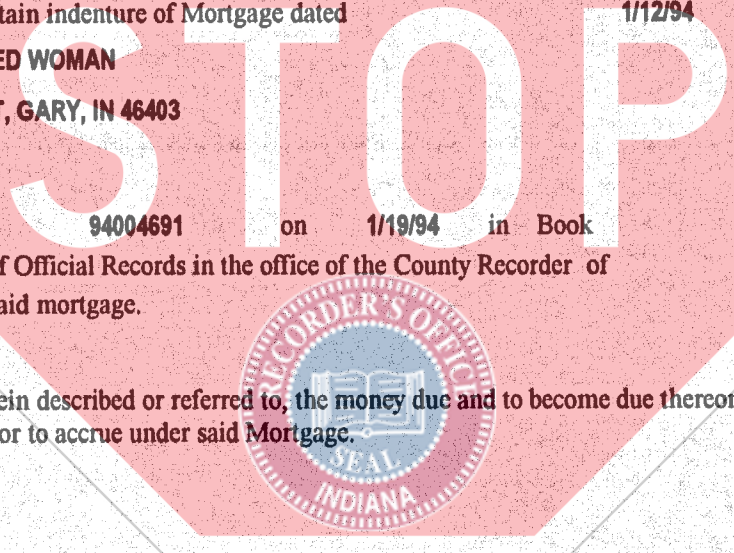 tain indenture of Mortgage dated 1/12/94
ED WOMAN
T, GARY, IN 46403
94004691 on 1/19/94 in Book
f Official Records in the office of the County Recorder of
aid mortgage.
ein described or referred to, the money due and to become due thereon
or to accrue under said Mortgage.
STOP
RECORDER'S OFFICE
SEAL
INDIANA